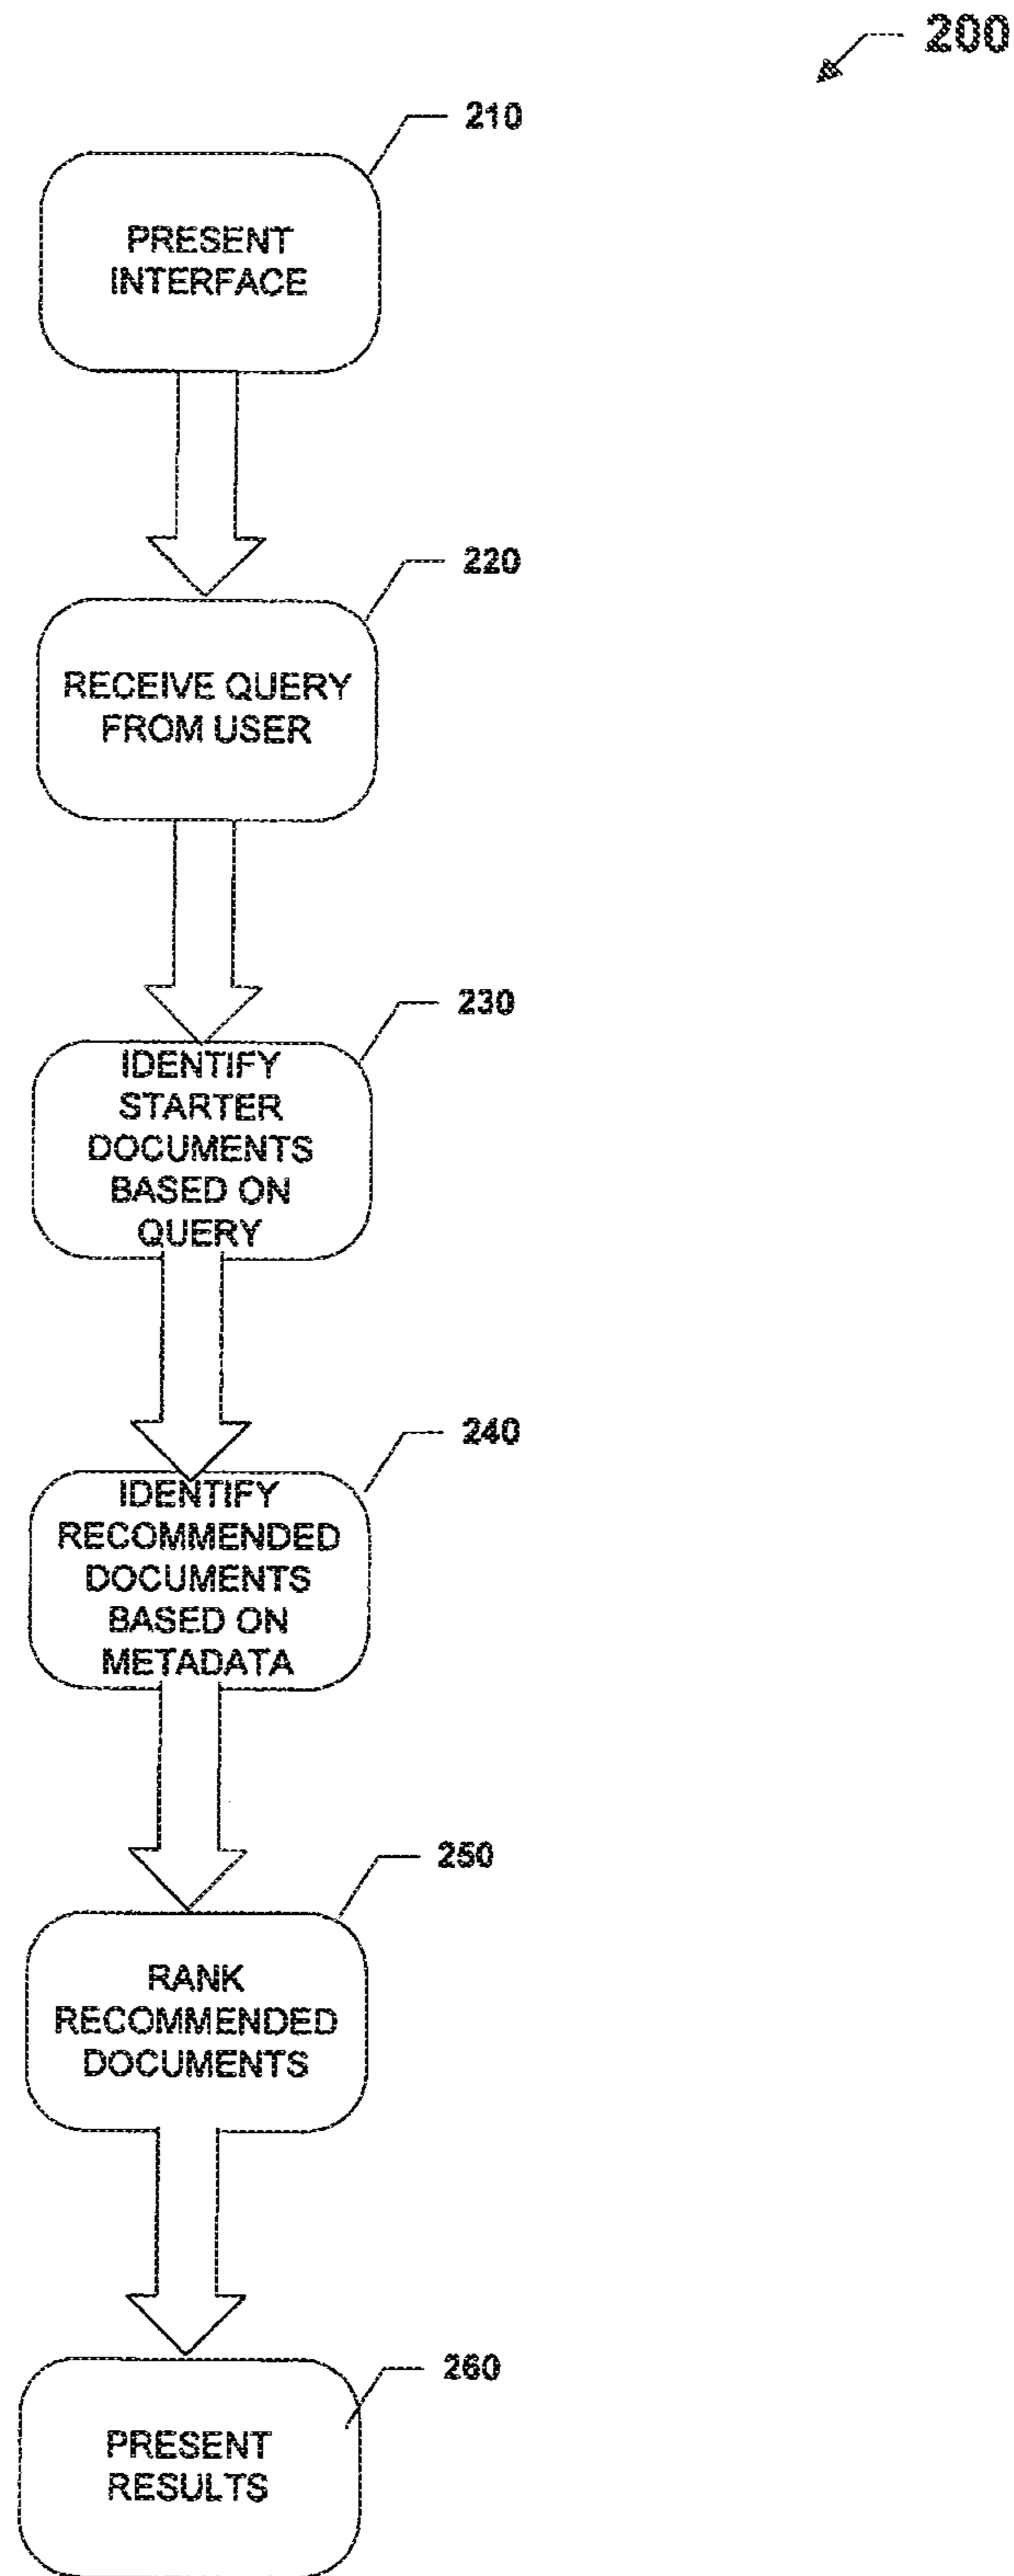 200
210
PRESENT
INTERFACE
220
RECEIVE QUERY
FROM USER
230
IDENTIFY
STARTER
DOCUMENTS
BASED ON
QUERY
240
IDENTIFY
RECOMMENDED
DOCUMENTS
BASED ON
METADATA
250
RANK
RECOMMENDED
DOCUMENTS
260
PRESENT
RESULTS